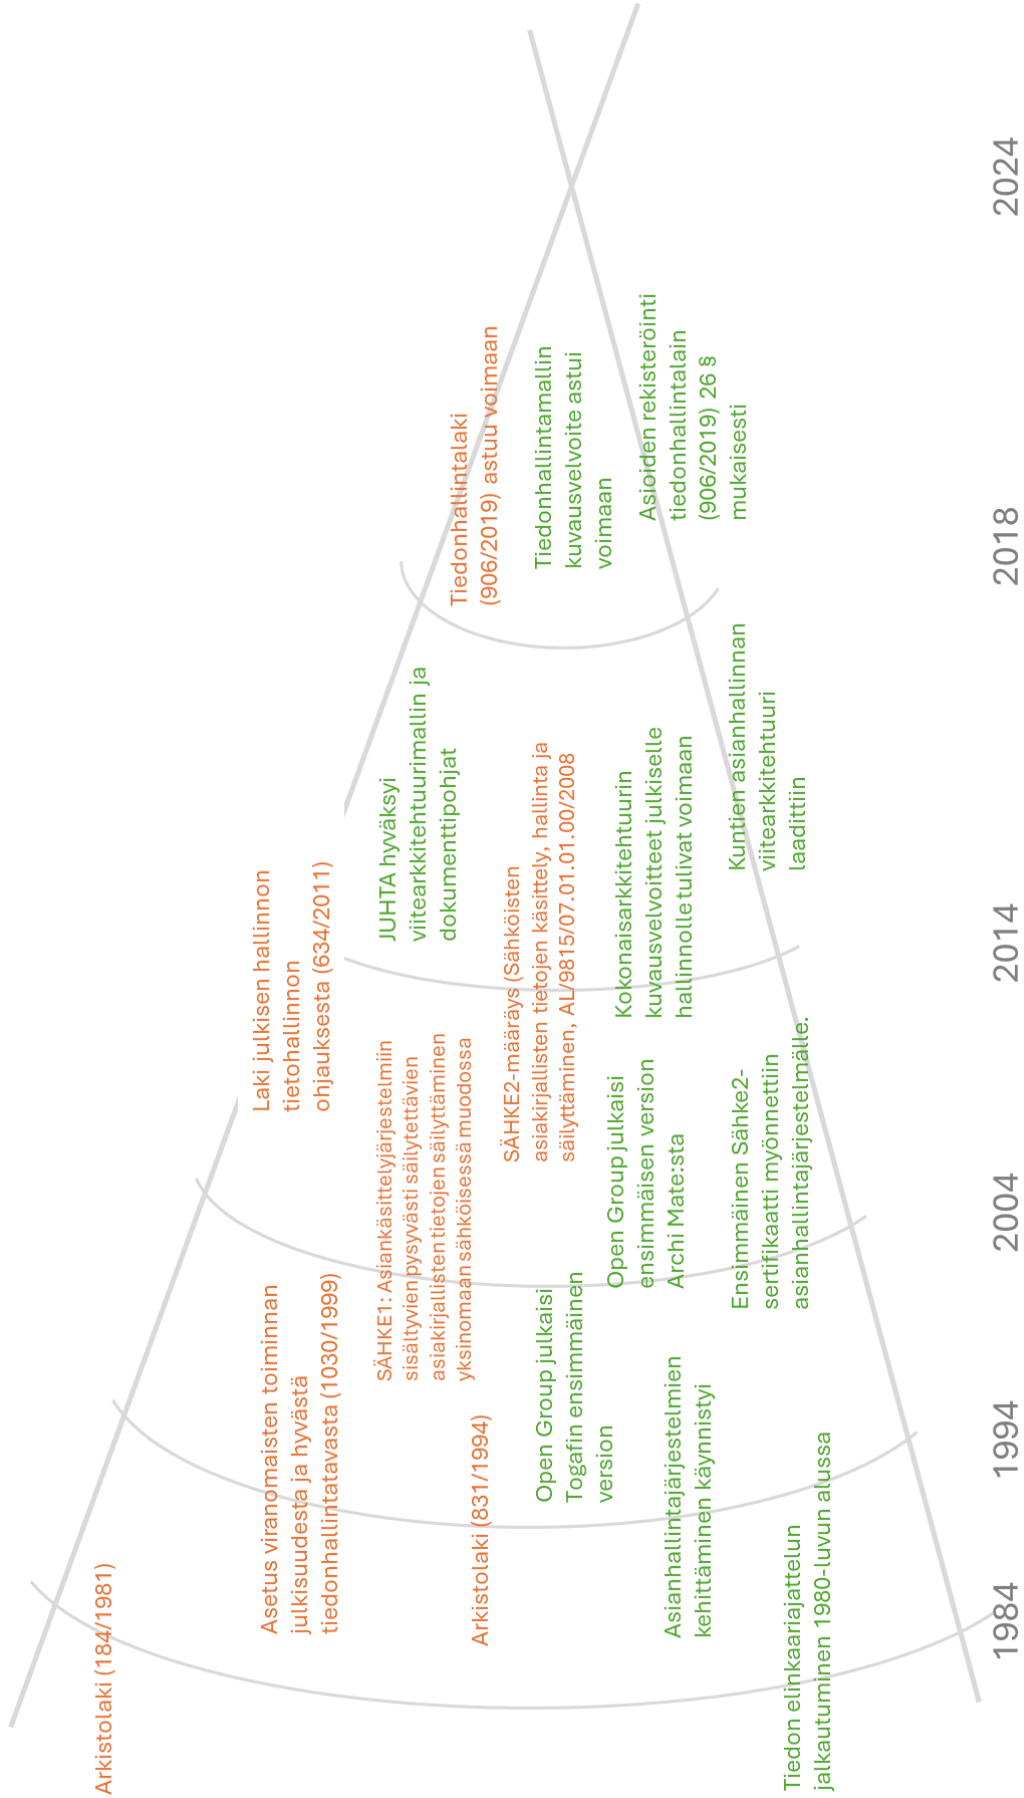 Arkistolaki (184/1981)
Asetus viranomaisten toiminnan
julkisuudesta ja hyvästä
tiedonhallintatavasta (1030/1999)
Laki julkisen hallinnon
tietohallinnon
ohjauksesta (634/2011)
SÄHKE1: Asiankäsittelyjärjestelmiin
sisältyvien pysyvästi säilytettävien
asiakirjallisten tietojen säilyttäminen
yksinomaan sähköisessä muodossa
JUHTA hyväksyi
viitearkkitehtuurimallin ja
dokumenttipohjat
Arkistolaki (831/1994)
SÄHKE2-määräys (Sähköisten
asiakirjallisten tietojen käsittely, hallinta ja
säilyttäminen, AL/9815/07.01.01.00/2008
Tiedonhallintalaki
(906/2019) astuu voimaan
Open Group julkaisi
Togafin ensimmäinen
version
Tiedonhallintamallin
kuvausvelvoite astui
voimaan
Open Group julkaisi
ensimmäisen version
Archi Mate:sta
Kokonaisarkkitehtuurin
kuvausvelvoitteet julkiselle
hallinnolle tulivat voimaan
Asioiden rekisteröinti
tiedonhallintalain
(906/2019) 26 §
mukaisesti
Asianhallintajärjestelmien
kehittäminen käynnistyi
Ensimmäinen Sähke2-
sertifikaatti myönnettiin
asianhallintajärjestelmälle.
Kuntien asianhallinnan
viitearkkitehtuuri
laadittiin
Tiedon elinkaariajattelun
jalkautuminen 1980-luvun alussa
1984
1994
2004
2014
2018
2024